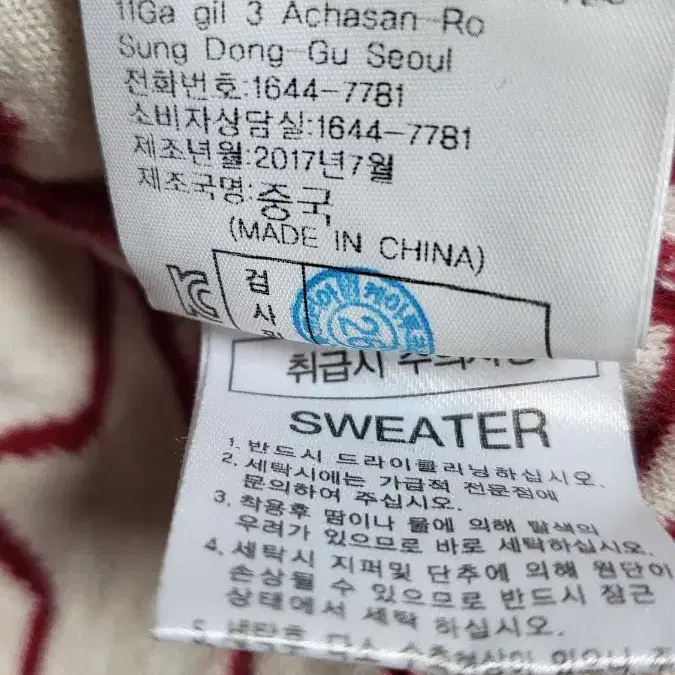 11Ga gil 3 Achasan-Ro
Sung Dong-Gu Seoul
전화번호:1644-7781
소비자상담실:1644-7781
제조년월:2017년7월
제조국명:중국
(MADE IN CHINA)
검
사
취급시 주의사항
SWEATER
1. 반드시 드라이클리닝하십시오.
2. 세탁시에는 가급적 전문점에
문의하여 주십시오.
3. 착용후 땀이나 물에 의해 탈색의
우려가 있으므로 바로 세탁하십시오.
4. 세탁시 지퍼및 단추에 의해 원단이
손상될 수 있으므로 반드시 잠근
상태에서 세탁 하십시오.